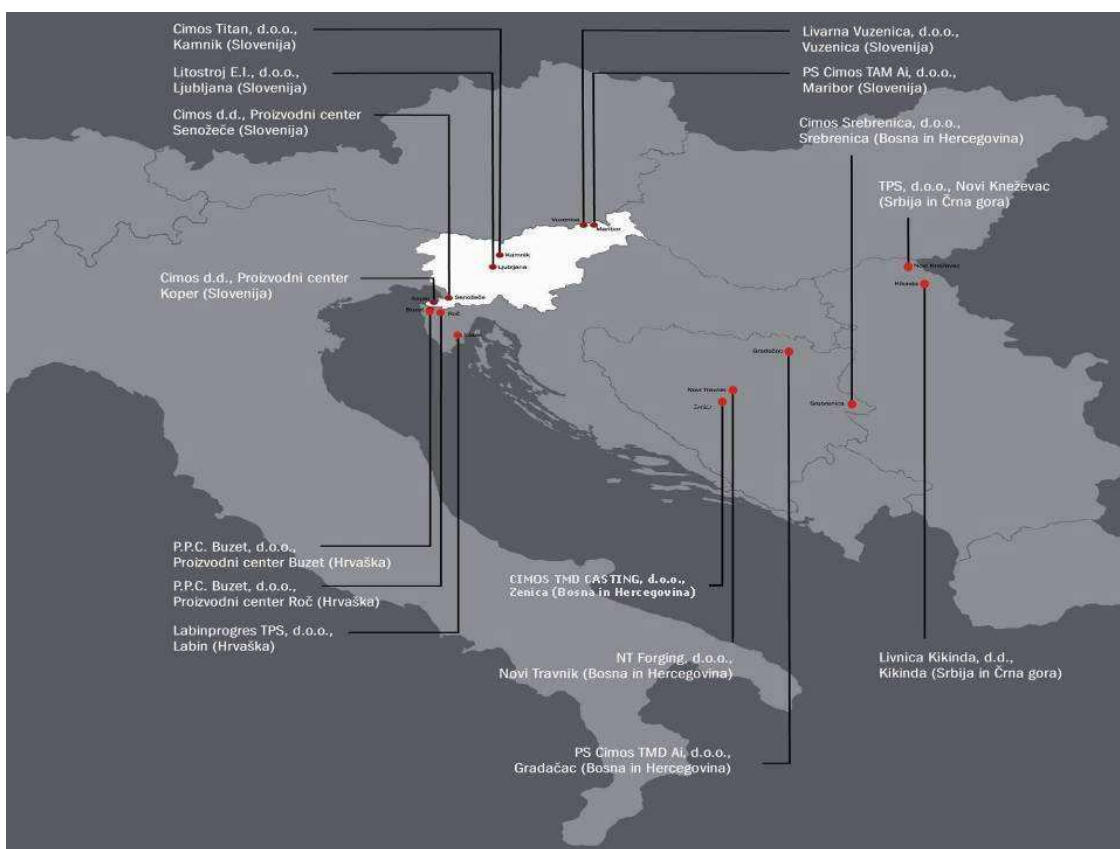 Cimos Titan, d.o.o.,
Kamnik (Slovenija)
Litostroj E.I., d.o.o.,
Ljubljana (Slovenija)
Cimos d.d., Proizvodni center
Senožeče (Slovenija)
Livarna Vuzenica, d.o.o.,
Vuzenica (Slovenija)
PS Cimos TAM Ai, d.o.o.,
Maribor (Slovenija)
Cimos Srebrenica, d.o.o.,
Srebrenica (Bosna in Hercegovina)
TPS, d.o.o., Novi Kneževac
(Srbija in Črna gora)
Vuzenica
Maribor
Kamnik
Ljubljana
Novi Kneževac
Kikinda
Cimos d.d., Proizvodni center
Koper (Slovenija)
Koper
Senožeče
Buzet
Roč
Gradačac
Novi Travnik
Srebrenica
P.P.C. Buzet, d.o.o.,
Proizvodni center Buzet (Hrvaška)
P.P.C. Buzet, d.o.o.,
Proizvodni center Roč (Hrvaška)
Labinprogres TPS, d.o.o.,
Labin (Hrvaška)
CIMOS TMD CASTING, d.o.o.,
Zenica (Bosna in Hercegovina)
NT Forging, d.o.o.,
Novi Travnik (Bosna in Hercegovina)
Livnica Kikinda, d.d.,
Kikinda (Srbija in Črna gora)
PS Cimos TMD Ai, d.o.o.,
Gradačac (Bosna in Hercegovina)